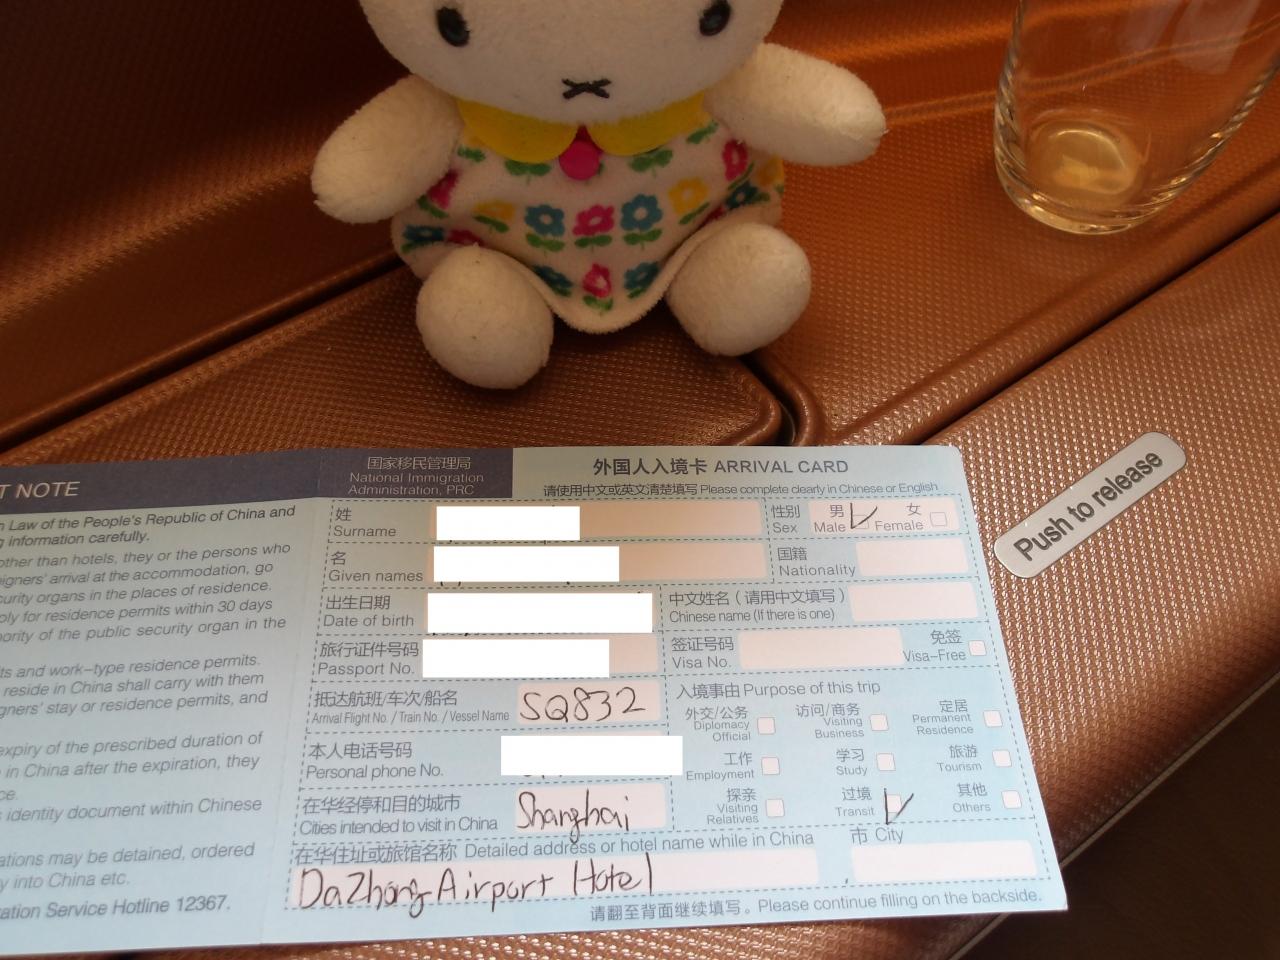 T NOTE
n Law of the People's Republic of China and
g information carefully.
other than hotels, they or the persons who
eigners' arrival at the accommodation, go
curity organs in the places of residence.
ply for residence permits within 30 days
hority of the public security organ in the
its and work-type residence permits.
reside in China shall carry with them
igners' stay or residence permits, and
expiry of the prescribed duration of
in China after the expiration, they
ce.
s identity document within Chinese
ations may be detained, ordered
y into China etc.
ration Service Hotline 12367.
国家移民管理局
National Immigration
Administration, PRC
外国人入境卡 ARRIVAL CARD
请使用中文或英文清楚填写 Please complete clearly in Chinese or English
姓
Surname
性别
Sex
男
Male
女
Female
名
Given names
国籍
Nationality
出生日期
Date of birth
中文姓名(请用中文填写)
Chinese name (If there is one)
旅行证件号码
Passport No.
签证号码
Visa No.
免签
Visa-Free
抵达航班/车次/船名
Arrival Flight No. / Train No. / Vessel Name
SQ832
入境事由 Purpose of this trip
外交/公务
Diplomacy
Official
访问/商务
Visiting
Business
定居
Permanent
Residence
本人电话号码
Personal phone No.
工作
Employment
学习
Study
旅游
Tourism
在华经停和目的城市
Cities intended to visit in China
Shanghai
探亲
Visiting
Relatives
过境
Transit
其他
Others
在华住址或旅馆名称 Detailed address or hotel name while in China
DaZhong Airport Hotel
市 City
请翻至背面继续填写。Please continue filling on the backside.
Push to release